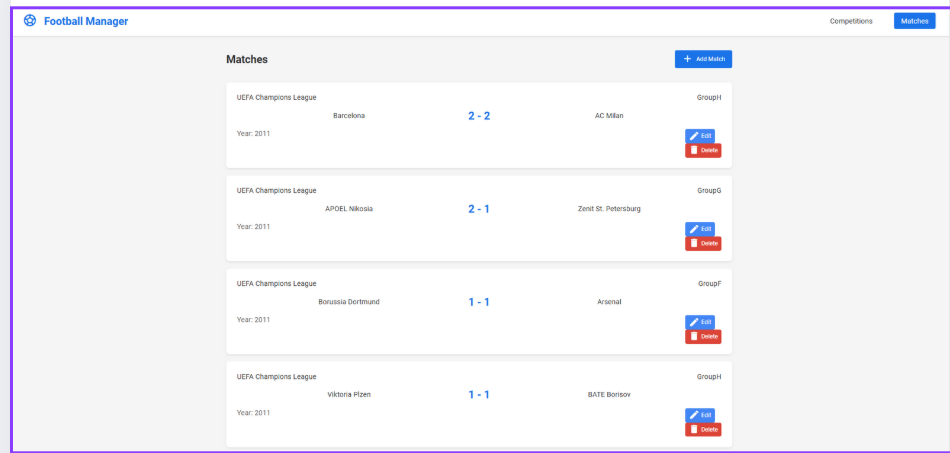 Football Manager
Competitions
Matches
Matches
Add Match
UEFA Champions League
GroupH
Barcelona
2 - 2
AC Milan
Year: 2011
Edit
Delete
UEFA Champions League
GroupG
APOEL Nikosia
2 - 1
Zenit St. Petersburg
Year: 2011
Edit
Delete
UEFA Champions League
GroupF
Borussia Dortmund
1 - 1
Arsenal
Year: 2011
Edit
Delete
UEFA Champions League
GroupH
Viktoria Plzen
1 - 1
BATE Borisov
Year: 2011
Edit
Delete